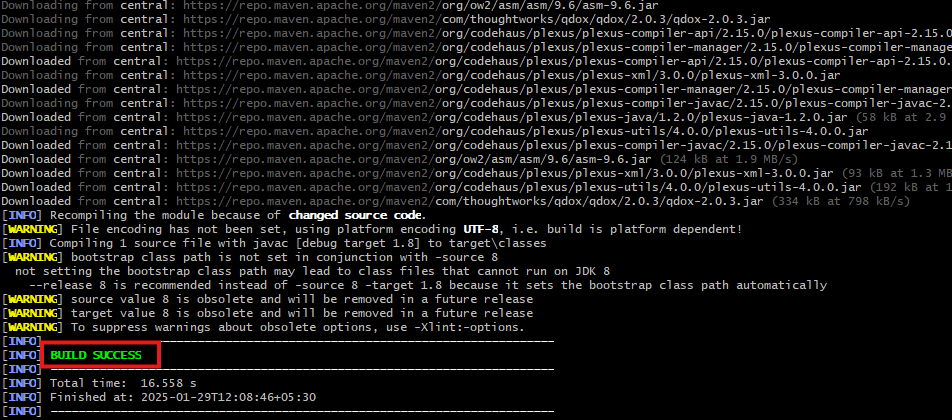 Downloading from central: https://repo.maven.apache.org/maven2/org/ow2/asm/asm/9.6/asm-9.6.jar
Downloading from central: https://repo.maven.apache.org/maven2/com/thoughtworks/qdox/qdox/2.0.3/qdox-2.0.3.jar
Downloading from central: https://repo.maven.apache.org/maven2/org/codehaus/plexus/plexus-compiler-api/2.15.0/plexus-compiler-api-2.15.0
Downloading from central: https://repo.maven.apache.org/maven2/org/codehaus/plexus/plexus-compiler-manager/2.15.0/plexus-compiler-manage
Downloaded from central: https://repo.maven.apache.org/maven2/org/codehaus/plexus/plexus-compiler-api/2.15.0/plexus-compiler-api-2.15.0.
Downloading from central: https://repo.maven.apache.org/maven2/org/codehaus/plexus/plexus-xml/3.0.0/plexus-xml-3.0.0.jar
Downloaded from central: https://repo.maven.apache.org/maven2/org/codehaus/plexus/plexus-compiler-manager/2.15.0/plexus-compiler-manager
Downloading from central: https://repo.maven.apache.org/maven2/org/codehaus/plexus/plexus-compiler-javac/2.15.0/plexus-compiler-javac-2
Downloaded from central: https://repo.maven.apache.org/maven2/org/codehaus/plexus/plexus-java/1.2.0/plexus-java-1.2.0.jar (58 kB at 2.9
Downloading from central: https://repo.maven.apache.org/maven2/org/codehaus/plexus/plexus-utils/4.0.0/plexus-utils-4.0.0.jar
Downloaded from central: https://repo.maven.apache.org/maven2/org/codehaus/plexus/plexus-compiler-javac/2.15.0/plexus-compiler-javac-2.1
Downloaded from central: https://repo.maven.apache.org/maven2/org/ow2/asm/asm/9.6/asm-9.6.jar (124 kB at 1.9 MB/s)
Downloaded from central: https://repo.maven.apache.org/maven2/org/codehaus/plexus/plexus-xml/3.0.0/plexus-xml-3.0.0.jar (93 kB at 1.3 M
Downloaded from central: https://repo.maven.apache.org/maven2/org/codehaus/plexus/plexus-utils/4.0.0/plexus-utils-4.0.0.jar (192 kB at 1
Downloaded from central: https://repo.maven.apache.org/maven2/com/thoughtworks/qdox/qdox/2.0.3/qdox-2.0.3.jar (334 kB at 798 kB/s)
[INFO] Recompiling the module because of changed source code.
[WARNING] File encoding has not been set, using platform encoding UTF-8, i.e. build is platform dependent!
[INFO] Compiling 1 source file with javac [debug target 1.8] to target\classes
[WARNING] bootstrap class path is not set in conjunction with -source 8
not setting the bootstrap class path may lead to class files that cannot run on JDK 8
--release 8 is recommended instead of -source 8 -target 1.8 because it sets the bootstrap class path automatically
[WARNING] source value 8 is obsolete and will be removed in a future release
[WARNING] target value 8 is obsolete and will be removed in a future release
[WARNING] To suppress warnings about obsolete options, use -Xlint:-options.
[INFO] ------------------------------------------------------------------------
[INFO] BUILD SUCCESS
[INFO] ------------------------------------------------------------------------
[INFO] Total time:  16.558 s
[INFO] Finished at: 2025-01-29T12:08:46+05:30
[INFO] ------------------------------------------------------------------------